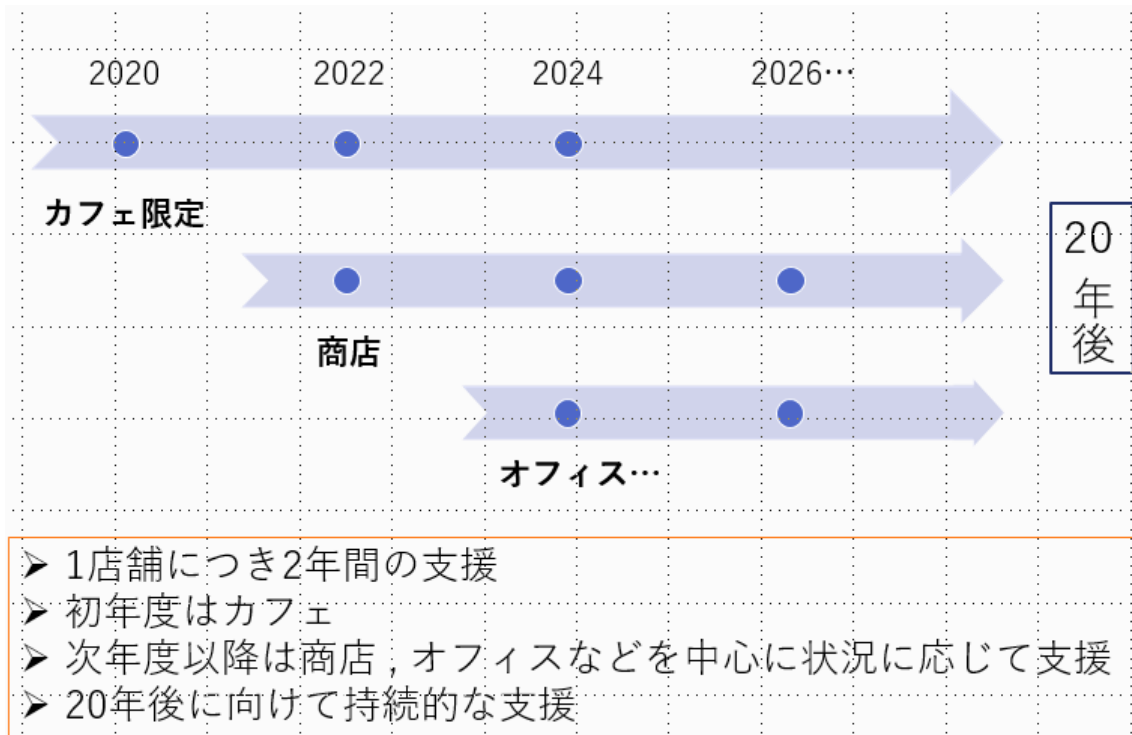 2020 2022 2024 2026…
カフェ限定
20
年
後
商店
オフィス…
➢ 1店舗につき2年間の支援
➢ 初年度はカフェ
➢ 次年度以降は商店，オフィスなどを中心に状況に応じて支援
➢ 20年後に向けて持続的な支援